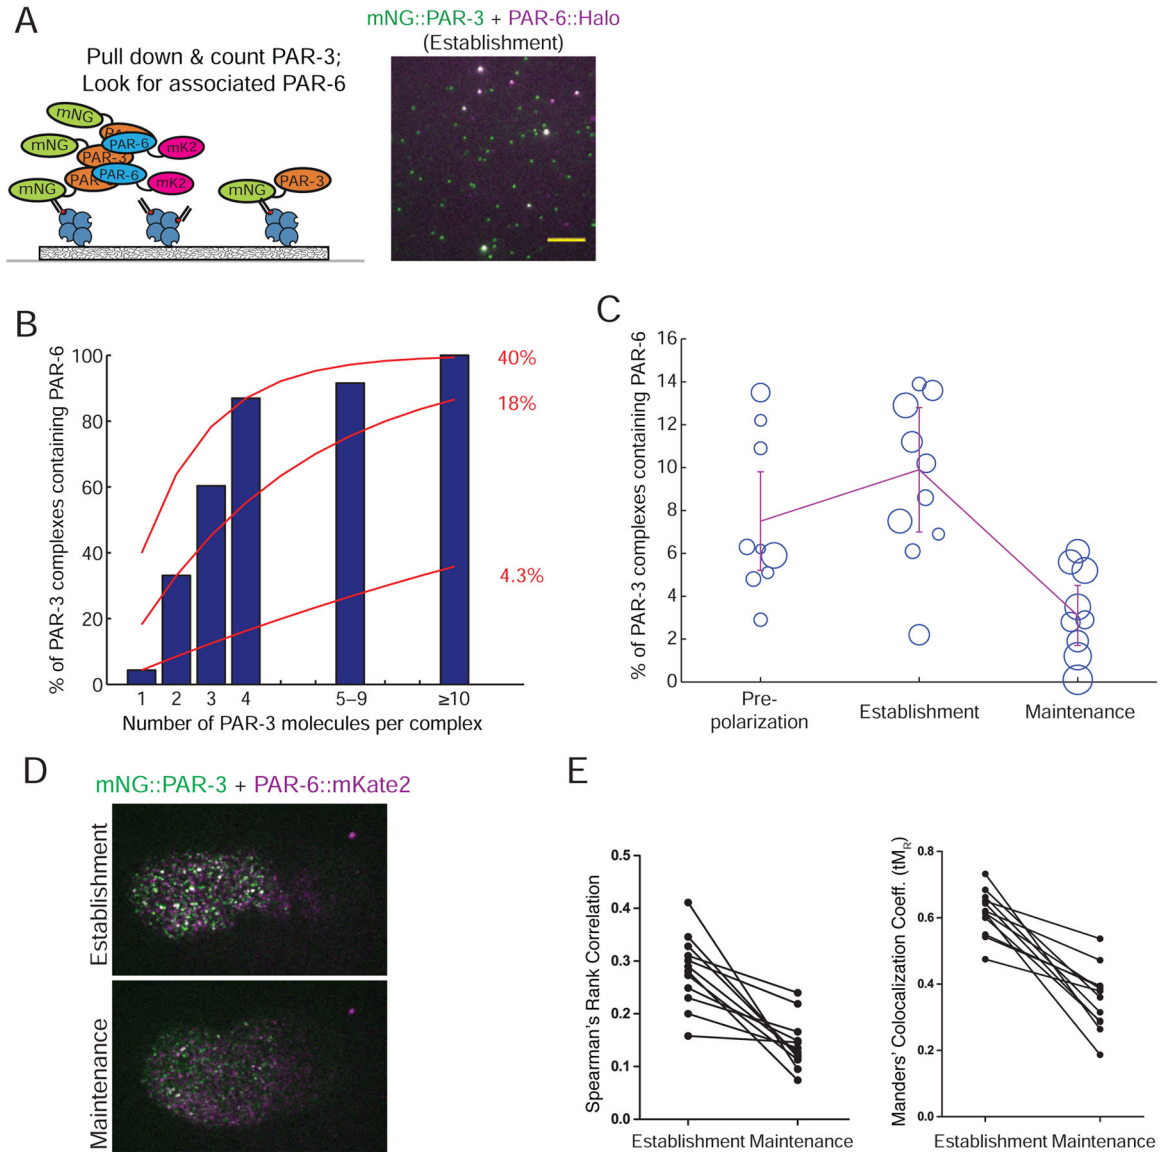 A
Pull down & count PAR-3;
Look for associated PAR-6
mNG
mNG
mNG
PAR-3
PAR-6
PAR-6
mK2
mK2
mNG
PAR-3
mNG::PAR-3 + PAR-6::Halo
(Establishment)
B
% of PAR-3 complexes containing PAR-6
100
80
60
40
20
0
40%
18%
4.3%
1 2 3 4 5–9 ≥10
Number of PAR-3 molecules per complex
C
% of PAR-3 complexes containing PAR-6
16
14
12
10
8
6
4
2
0
Pre-
polarization
Establishment
Maintenance
D
mNG::PAR-3 + PAR-6::mKate2
Establishment
Maintenance
E
Spearman's Rank Correlation
0.5
0.4
0.3
0.2
0.1
0.0
Establishment Maintenance
Manders' Colocalization Coeff. (tM_R)
0.8
0.6
0.4
0.2
0.0
Establishment Maintenance